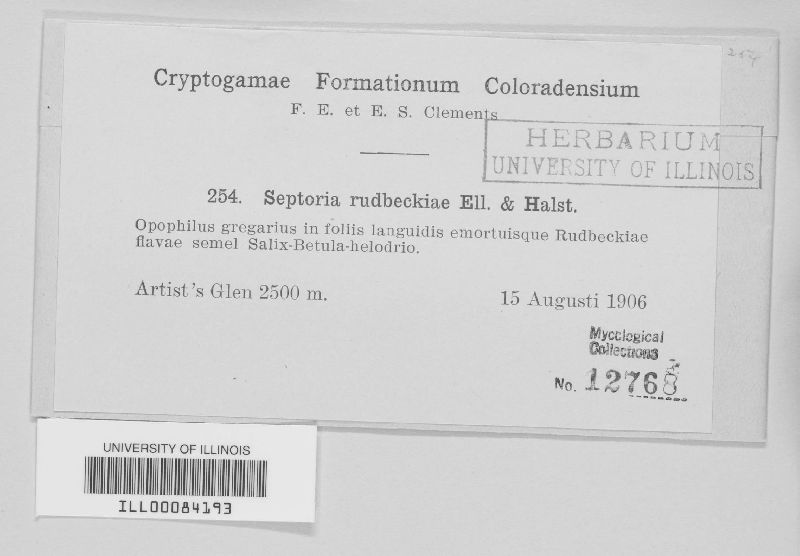 254
Cryptogamae Formationum Coloradensium
F. E. et E. S. Clements
HERBARIUM
UNIVERSITY OF ILLINOIS
254. Septoria rudbeckiae Ell. & Halst.
Opophilus gregarius in foliis languidis emortuisque Rudbeckiae
flavae semel Salix-Betula-helodrio.
Artist's Glen 2500 m.
15 Augusti 1906
Mycological
Collections
No. 12768
UNIVERSITY OF ILLINOIS
ILL00084193